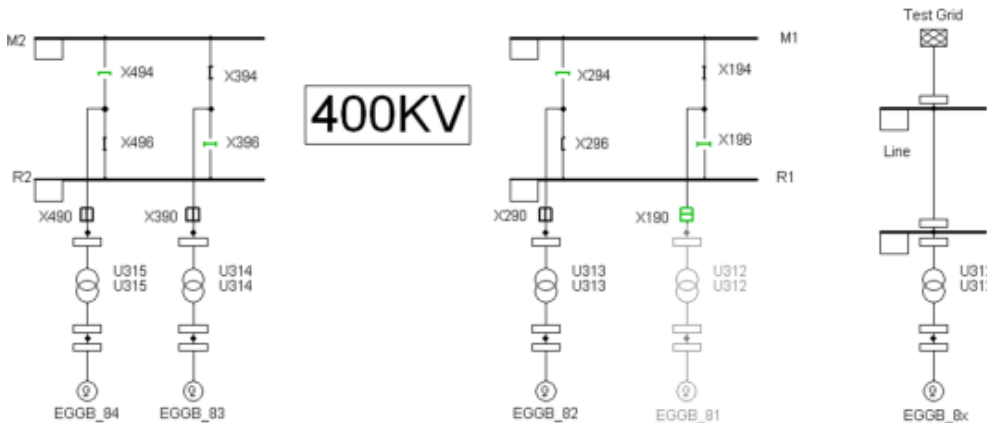 Test Grid
M2
M1
X494
X394
X294
X194
400KV
X496
X396
X296
X196
Line
R2
R1
X490
X390
X290
X190
U315
U315
U314
U314
U313
U313
U312
U312
EGGB_84
EGGB_83
EGGB_82
EGGB_81
EGGB_8x